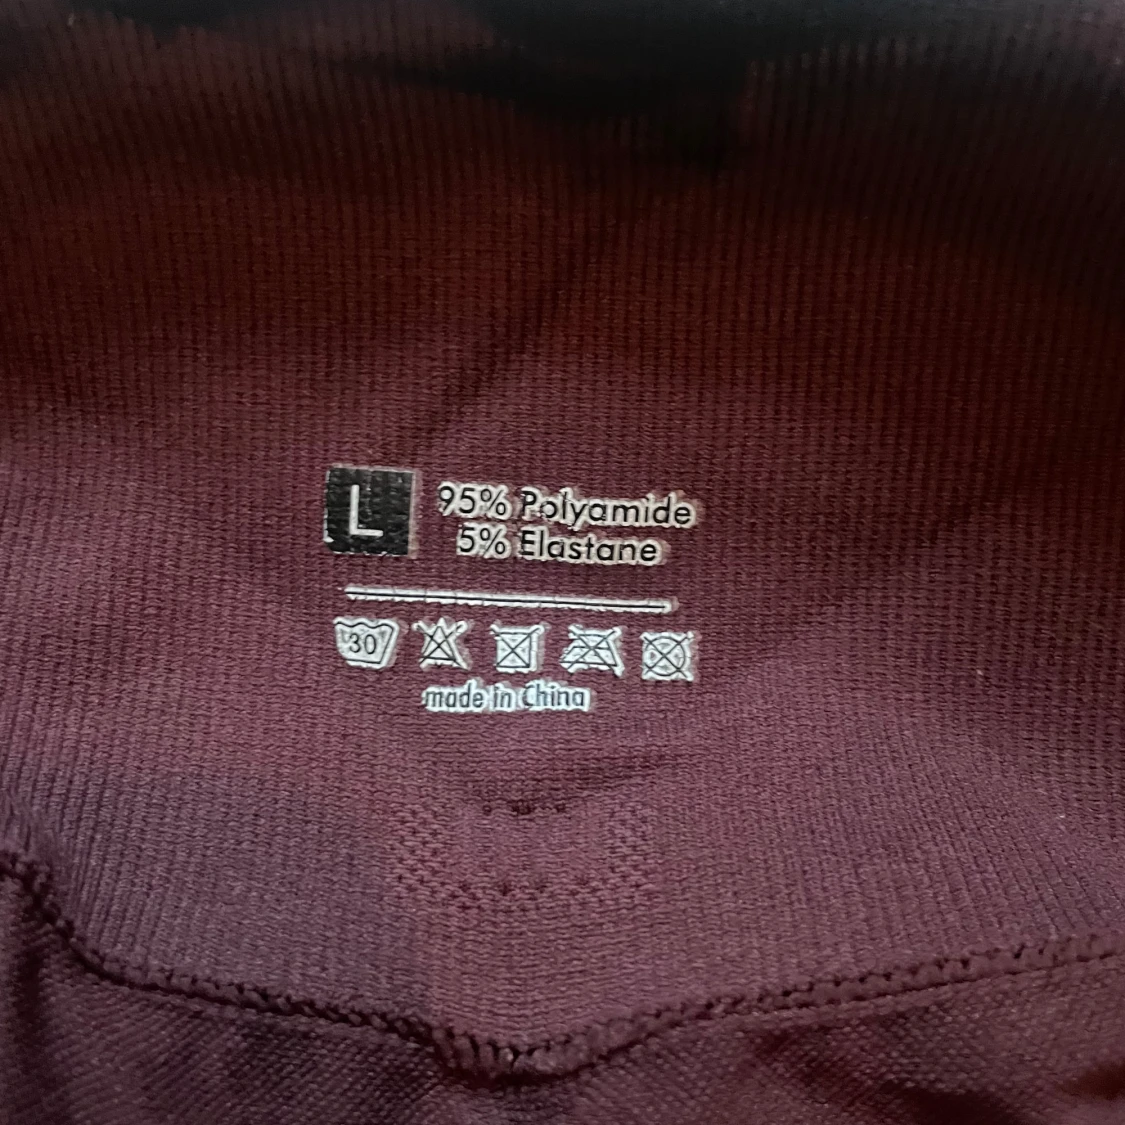 L
95% Polyamide
5% Elastane
30
made in China